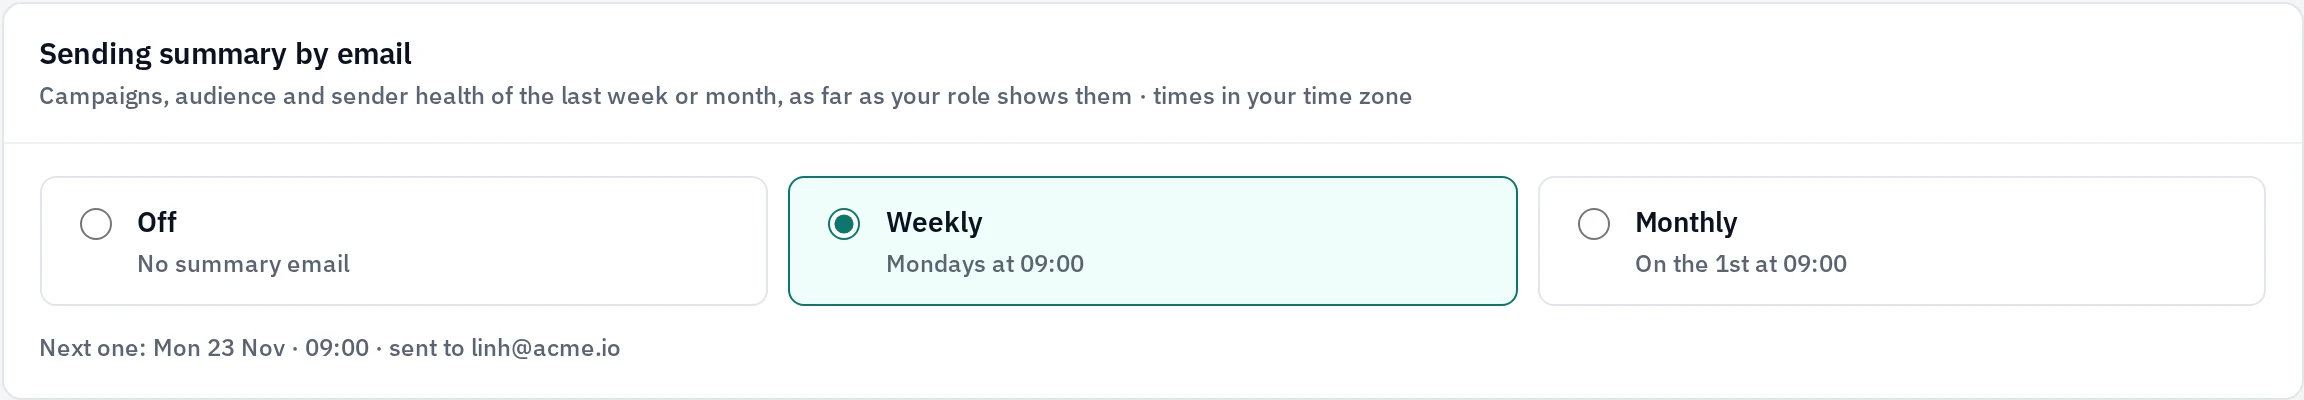 Sending summary by email
Campaigns, audience and sender health of the last week or month, as far as your role shows them · times in your time zone
Off
No summary email
Weekly
Mondays at 09:00
Monthly
On the 1st at 09:00
Next one: Mon 23 Nov · 09:00 · sent to linh@acme.io